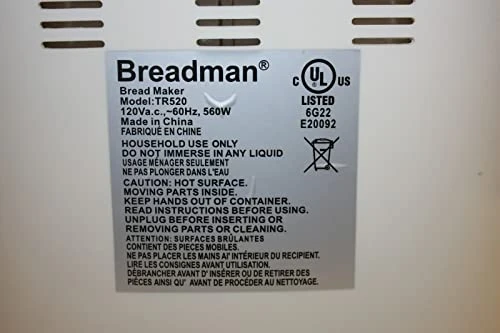 Breadman®
Bread Maker
Model:TR520
120Va.c.,~60Hz, 560W
Made in China
FABRIQUÉ EN CHINE
C UL US
LISTED
6G22
E20092
HOUSEHOLD USE ONLY
DO NOT IMMERSE IN ANY LIQUID
USAGE MÉNAGER SEULEMENT
NE PAS PLONGER DANS L'EAU
CAUTION: HOT SURFACE.
MOVING PARTS INSIDE.
KEEP HANDS OUT OF CONTAINER.
READ INSTRUCTIONS BEFORE USING.
UNPLUG BEFORE INSERTING OR
REMOVING PARTS OR CLEANING.
ATTENTION: SURFACES BRÛLANTES
CONTIENT DES PIECES MOBILES.
NE PAS PLACEZ LES MAINS AI' INTÉRIEUR DU RECIPIENT.
LIRE LES CONSIGNES AVANT UTILISATION.
DÉBRANCHER AVANT D'INSÉRER OU DE RETIRER DES
PIÈCES AINSI QU' AVANT DE PROCÉDER AU NETTOYAGE.